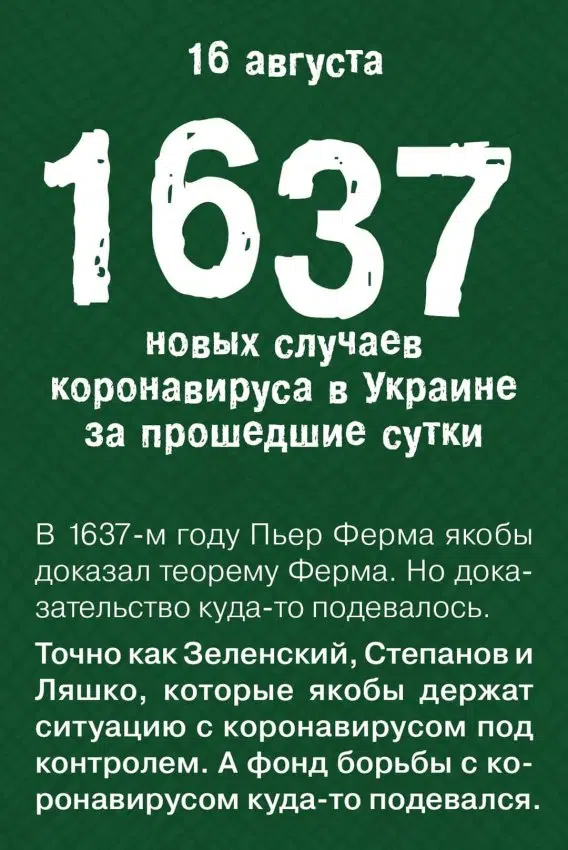 16 августа
1637
новых случаев
коронавируса в Украине
за прошедшие сутки
В 1637-м году Пьер Ферма якобы
доказал теорему Ферма. Но дока-
зательство куда-то подевалось.
Точно как Зеленский, Степанов и
Ляшко, которые якобы держат
ситуацию с коронавирусом под
контролем. А фонд борьбы с ко-
ронавирусом куда-то подевался.